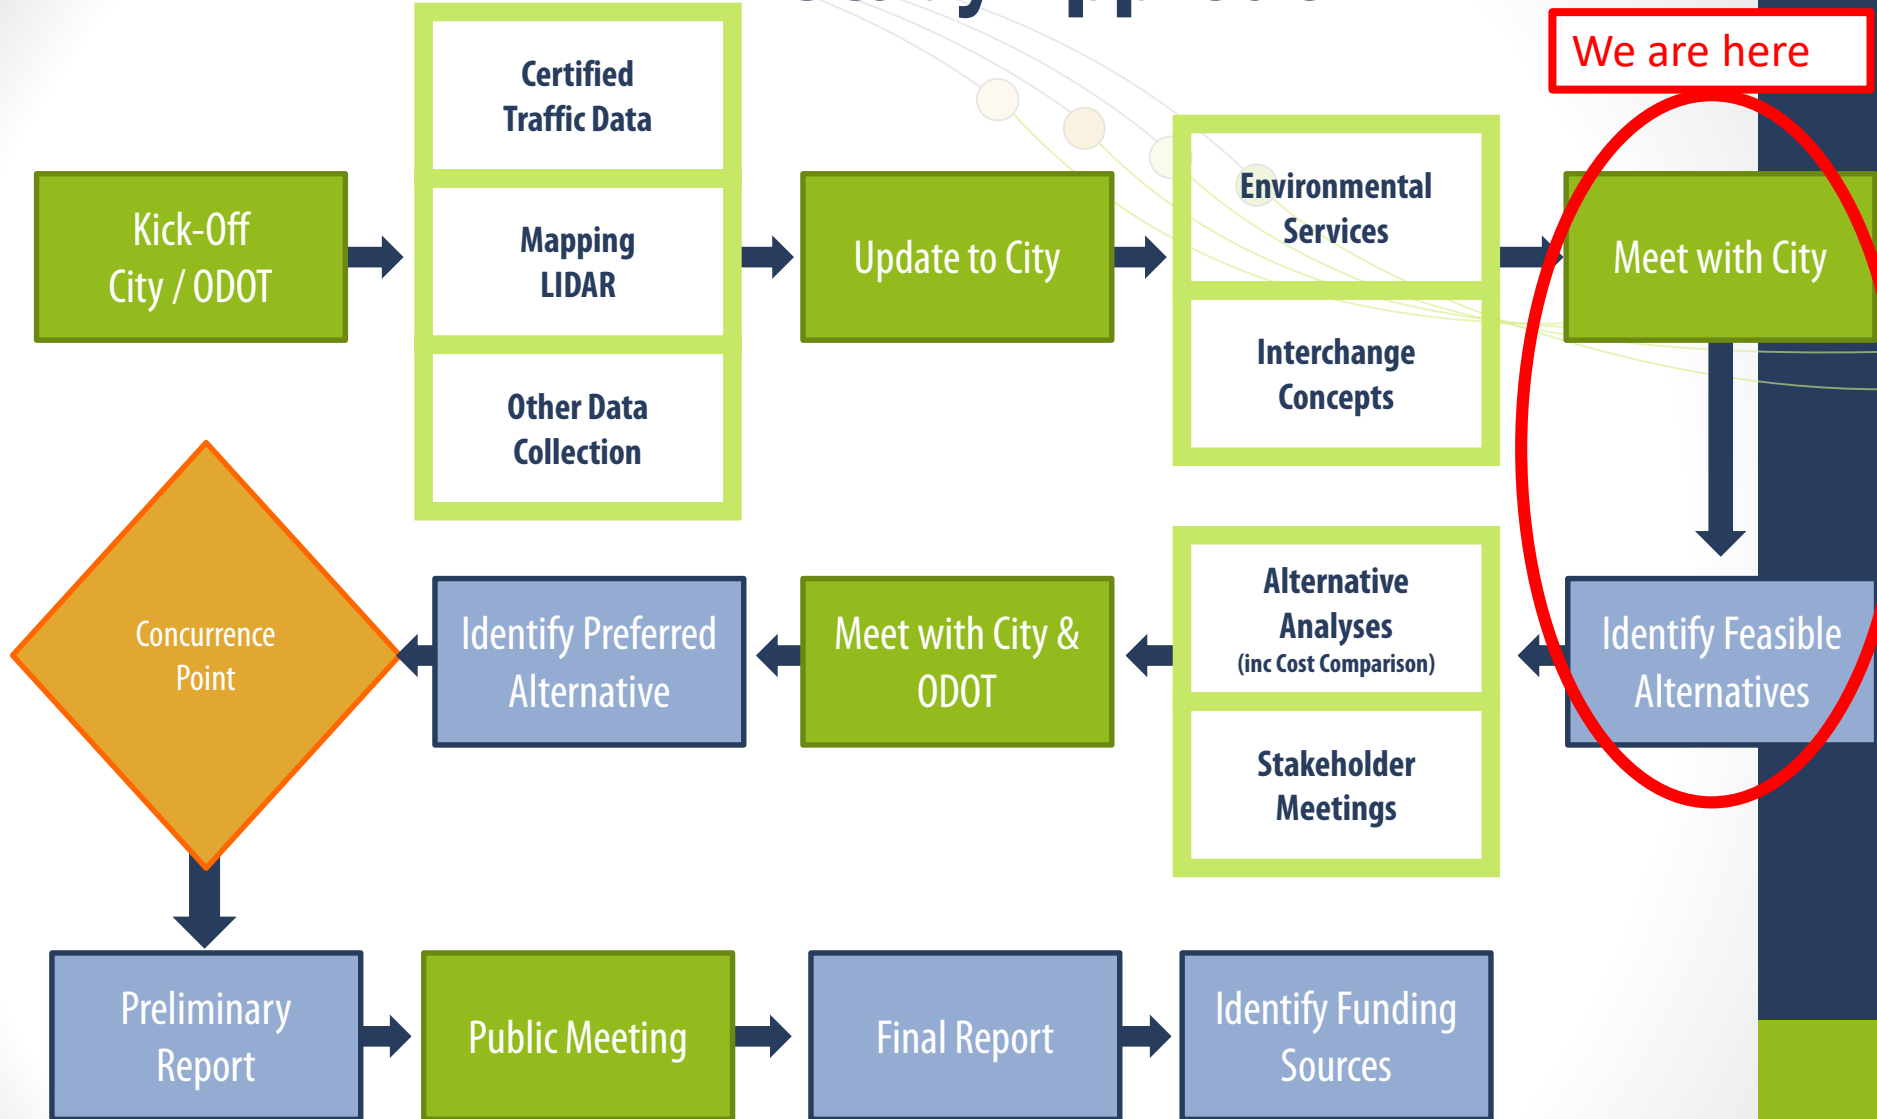 We are here
Kick-Off
City / ODOT
Certified
Traffic Data
Mapping
LIDAR
Other Data
Collection
Update to City
Environmental
Services
Interchange
Concepts
Meet with City
Identify Feasible
Alternatives
Alternative
Analyses
(inc Cost Comparison)
Stakeholder
Meetings
Meet with City &
ODOT
Identify Preferred
Alternative
Concurrence
Point
Preliminary
Report
Public Meeting
Final Report
Identify Funding
Sources